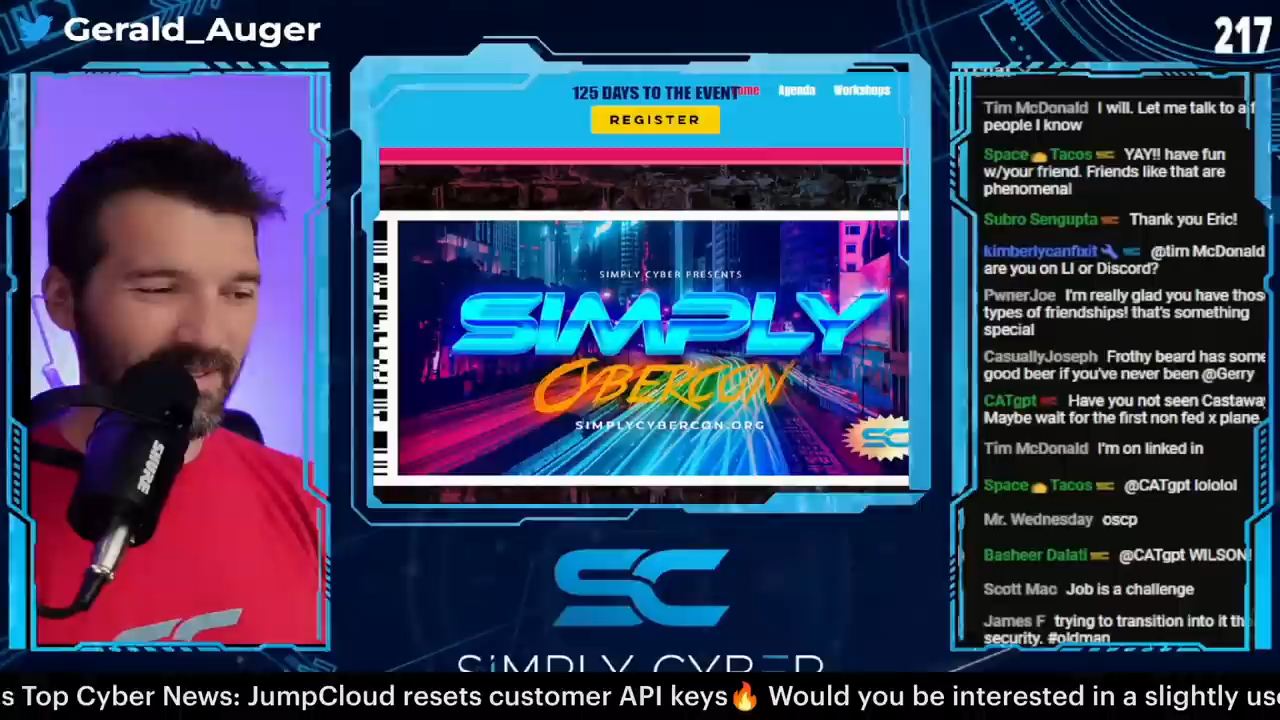 Gerald_Auger
217
125 DAYS TO THE EVENT
Home Agenda Workshops
REGISTER
SIMPLY CYBER PRESENTS
SIMPLY
CYBERCON
SIMPLYCYBERCON.ORG
SC
SHURE
SC
SIMPLY CYBER
Tim McDonald I will. Let me talk to a f
people I know
Space Tacos YAY!! have fun
w/your friend. Friends like that are
phenomenal
Subro Sengupta Thank you Eric!
kimberlycanfixit @tim McDonald
are you on LI or Discord?
PwnerJoe I'm really glad you have thos
types of friendships! that's something
special
CasuallyJoseph Frothy beard has some
good beer if you've never been @Gerry
CATgpt Have you not seen Castaway
Maybe wait for the first non fed x plane
Tim McDonald I'm on linked in
Space Tacos @CATgpt lololol
Mr. Wednesday oscp
Basheer Dalati @CATgpt WILSON!
Scott Mac Job is a challenge
James F trying to transition into it th
security. #oldman
s Top Cyber News: JumpCloud resets customer API keys🔥 Would you be interested in a slightly us